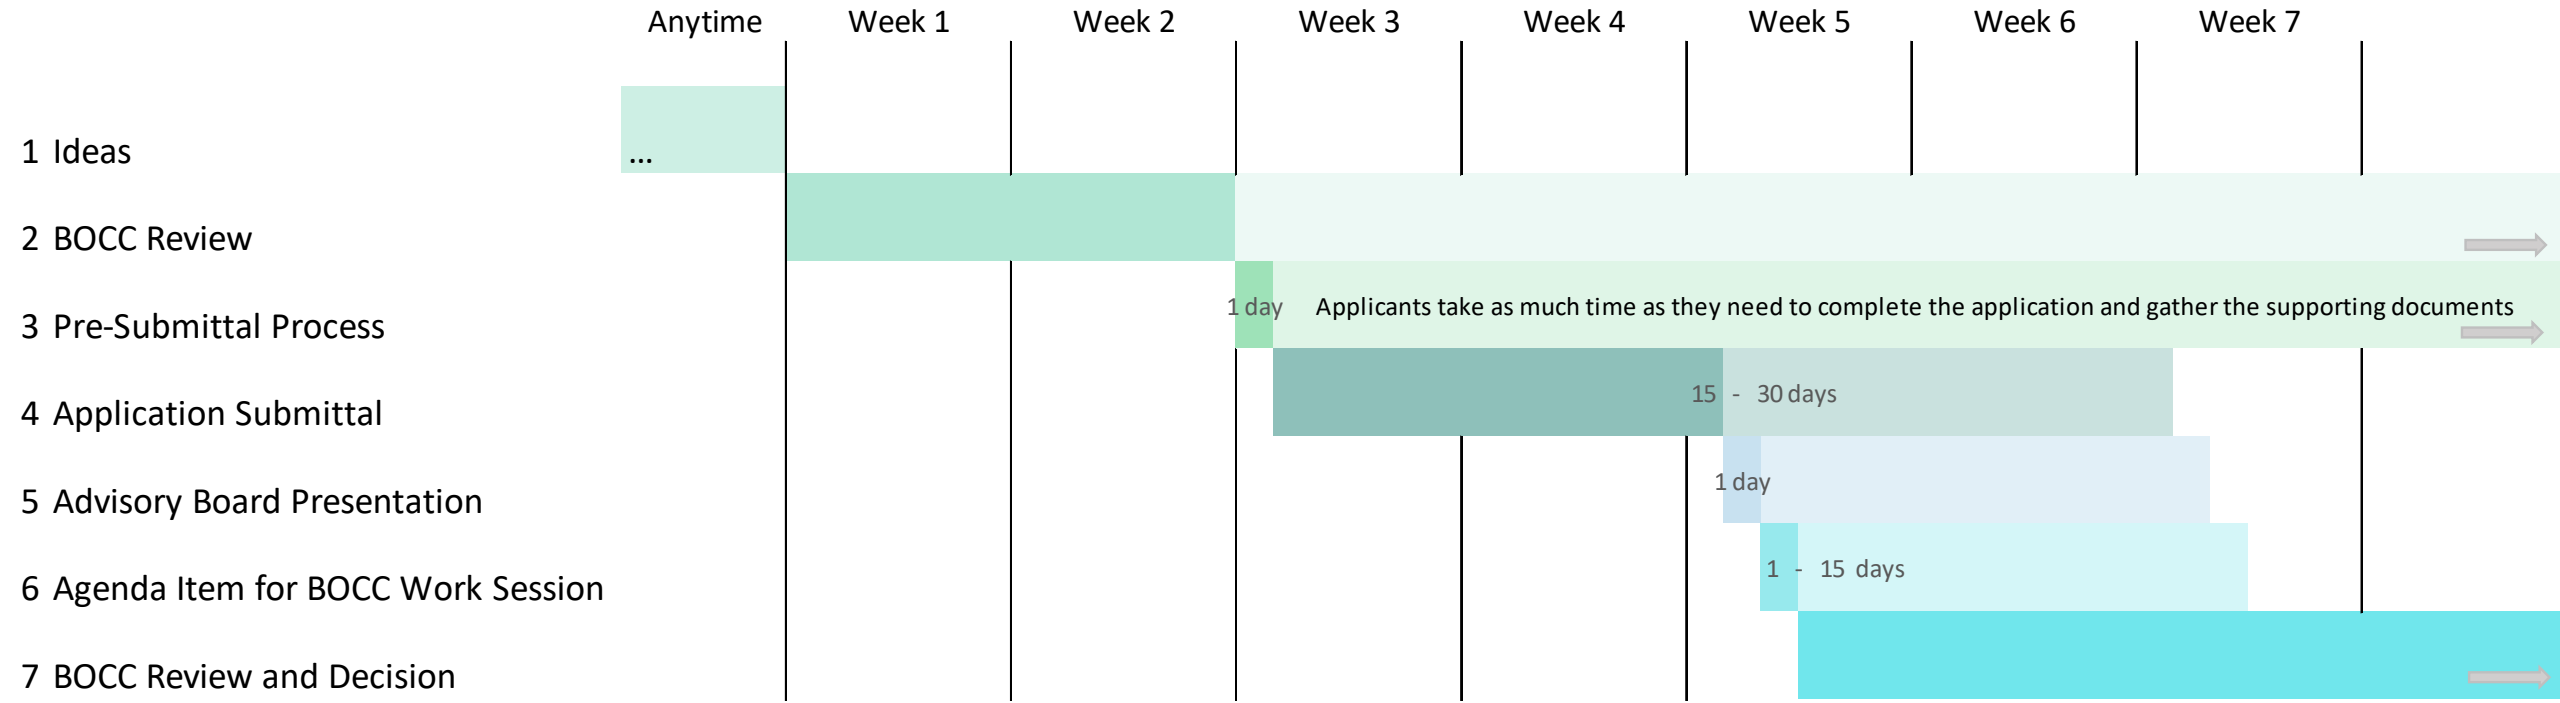 Anytime Week 1 Week 2 Week 3 Week 4 Week 5 Week 6 Week 7
1 Ideas ...
2 BOCC Review
3 Pre-Submittal Process 1 day Applicants take as much time as they need to complete the application and gather the supporting documents
4 Application Submittal 15 - 30 days
5 Advisory Board Presentation 1 day
6 Agenda Item for BOCC Work Session 1 - 15 days
7 BOCC Review and Decision